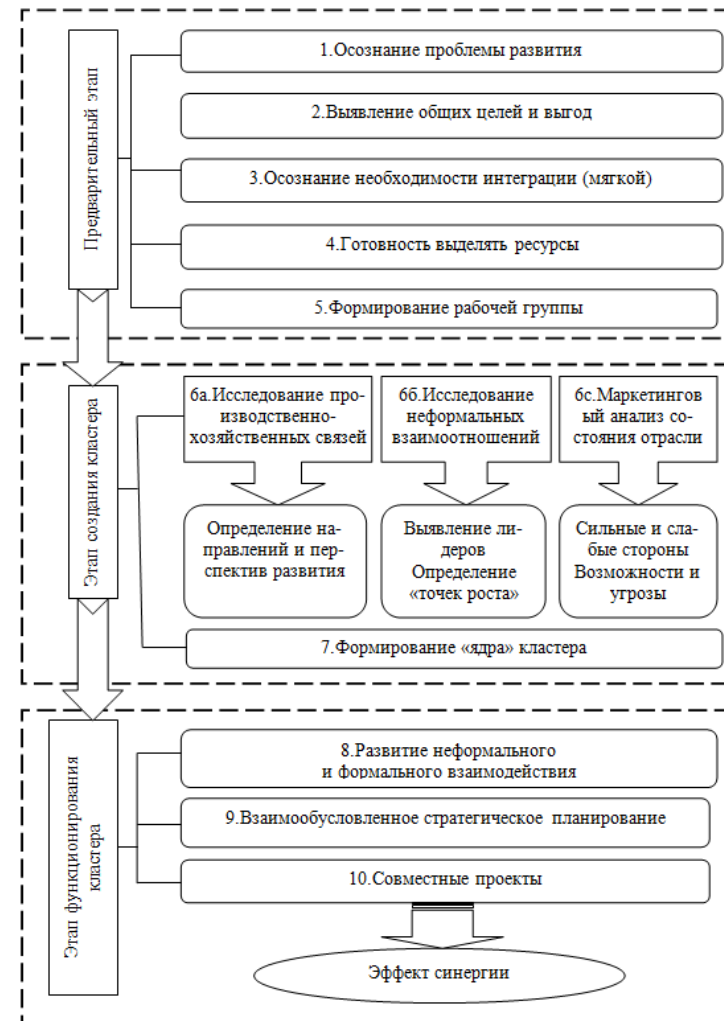 Предварительный этап
1.Осознание проблемы развития
2.Выявление общих целей и выгод
3.Осознание необходимости интеграции (мягкой)
4.Готовность выделять ресурсы
5.Формирование рабочей группы
Этап создания кластера
6а.Исследование про-
изводственно-
хозяйственных связей
6б.Исследование
неформальных
взаимоотношений
6с.Маркетингов
ый анализ со-
стояния отрасли
Определение на-
правлений и пер-
спектив развития
Выявление ли-
деров
Определение
«точек роста»
Сильные и сла-
бые стороны
Возможности и
угрозы
7.Формирование «ядра» кластера
Этап функционирования
кластера
8.Развитие неформального
и формального взаимодействия
9.Взаимообусловленное стратегическое планирование
10.Совместные проекты
Эффект синергии